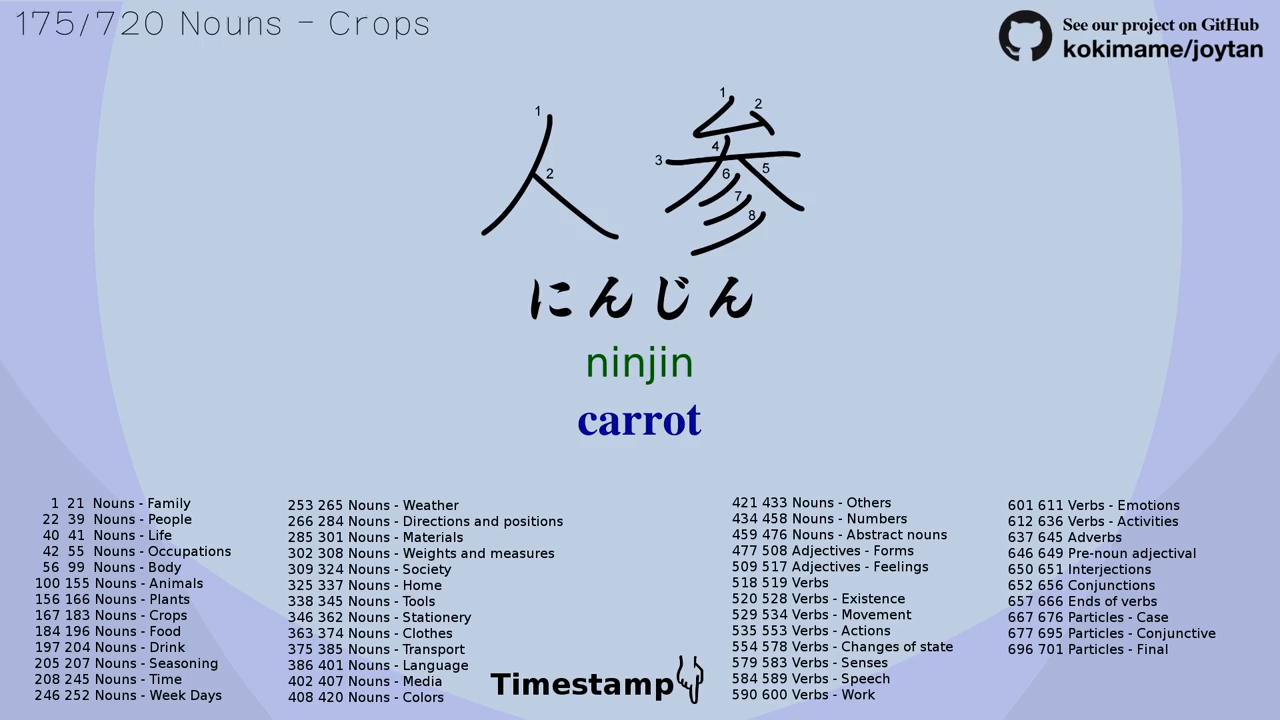 175/720 Nouns - Crops
See our project on GitHub
kokimame/joytan
1 2
1 2 3 4 5 6 7 8
人参
にんじん
ninjin
carrot
1 21 Nouns - Family
22 39 Nouns - People
40 41 Nouns - Life
42 55 Nouns - Occupations
56 99 Nouns - Body
100 155 Nouns - Animals
156 166 Nouns - Plants
167 183 Nouns - Crops
184 196 Nouns - Food
197 204 Nouns - Drink
205 207 Nouns - Seasoning
208 245 Nouns - Time
246 252 Nouns - Week Days
253 265 Nouns - Weather
266 284 Nouns - Directions and positions
285 301 Nouns - Materials
302 308 Nouns - Weights and measures
309 324 Nouns - Society
325 337 Nouns - Home
338 345 Nouns - Tools
346 362 Nouns - Stationery
363 374 Nouns - Clothes
375 385 Nouns - Transport
386 401 Nouns - Language
402 407 Nouns - Media
408 420 Nouns - Colors
Timestamp
421 433 Nouns - Others
434 458 Nouns - Numbers
459 476 Nouns - Abstract nouns
477 508 Adjectives - Forms
509 517 Adjectives - Feelings
518 519 Verbs
520 528 Verbs - Existence
529 534 Verbs - Movement
535 553 Verbs - Actions
554 578 Verbs - Changes of state
579 583 Verbs - Senses
584 589 Verbs - Speech
590 600 Verbs - Work
601 611 Verbs - Emotions
612 636 Verbs - Activities
637 645 Adverbs
646 649 Pre-noun adjectival
650 651 Interjections
652 656 Conjunctions
657 666 Ends of verbs
667 676 Particles - Case
677 695 Particles - Conjunctive
696 701 Particles - Final